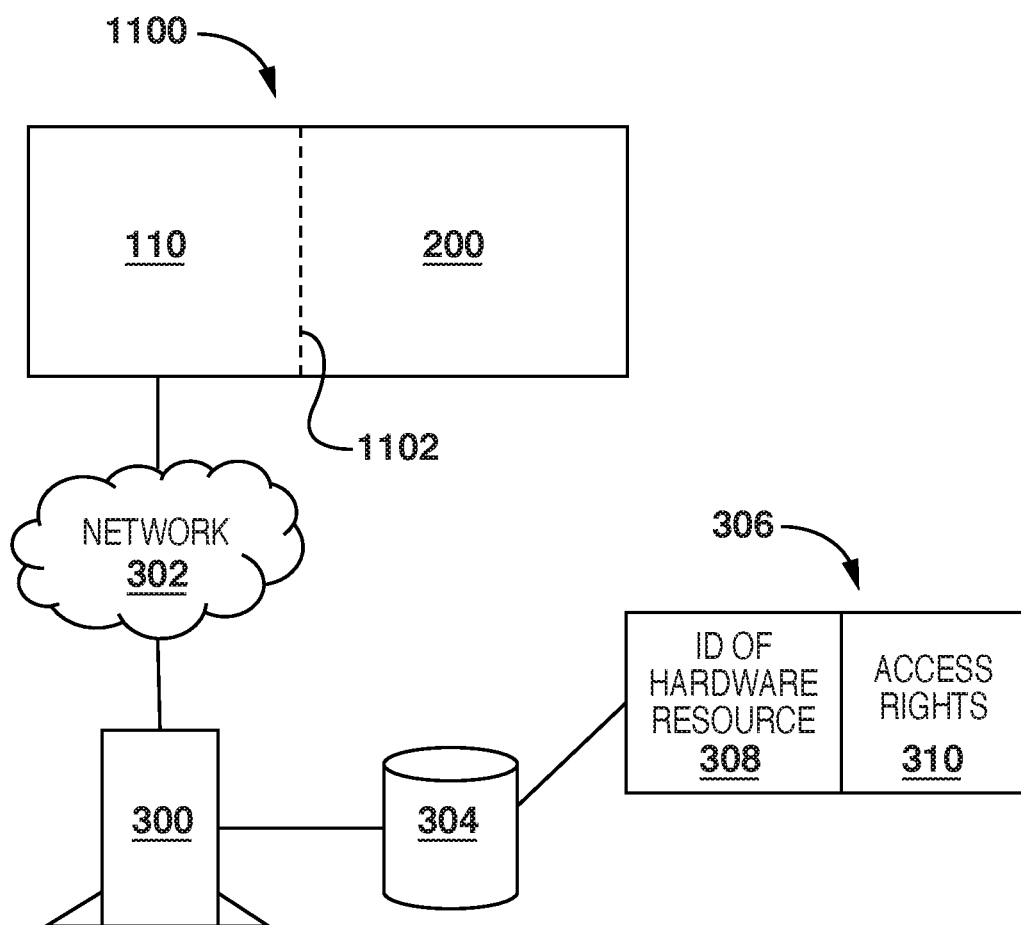 1100
110
200
1102
NETWORK
302
306
ID OF
HARDWARE
RESOURCE
308
ACCESS
RIGHTS
310
300
304